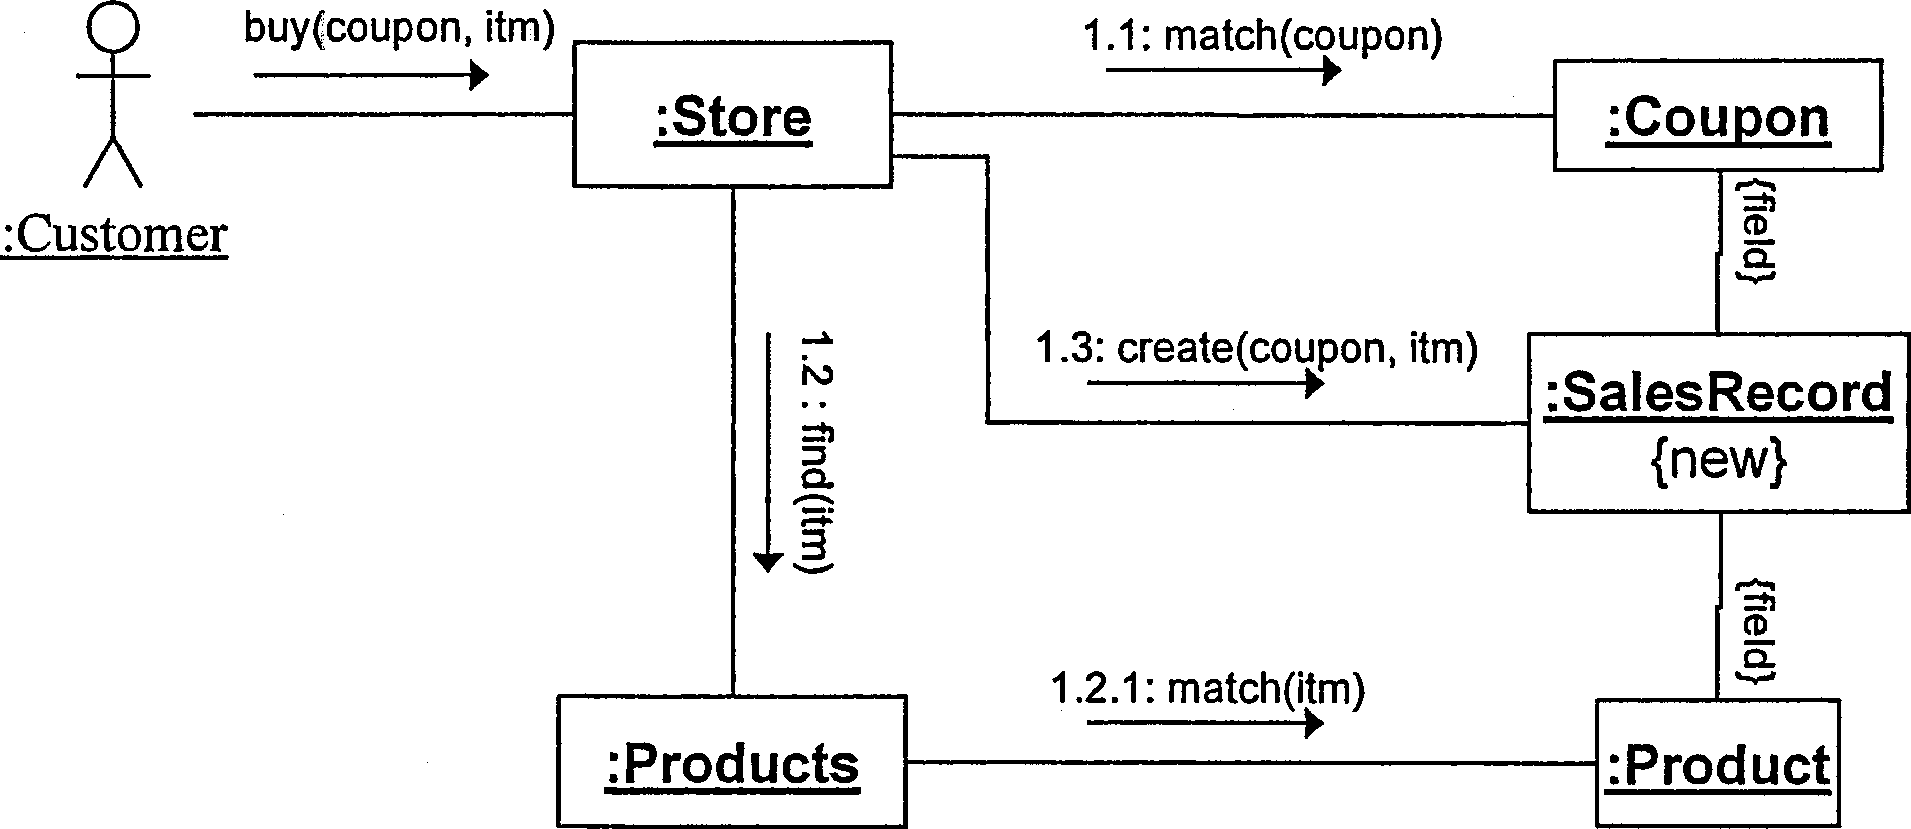 buy(coupon, itm)
1.1: match(coupon)
:Store
:Coupon
:Customer
{field}
1.2 : find(itm)
1.3: create(coupon, itm)
:SalesRecord
{new}
{field}
1.2.1: match(itm)
:Products
:Product